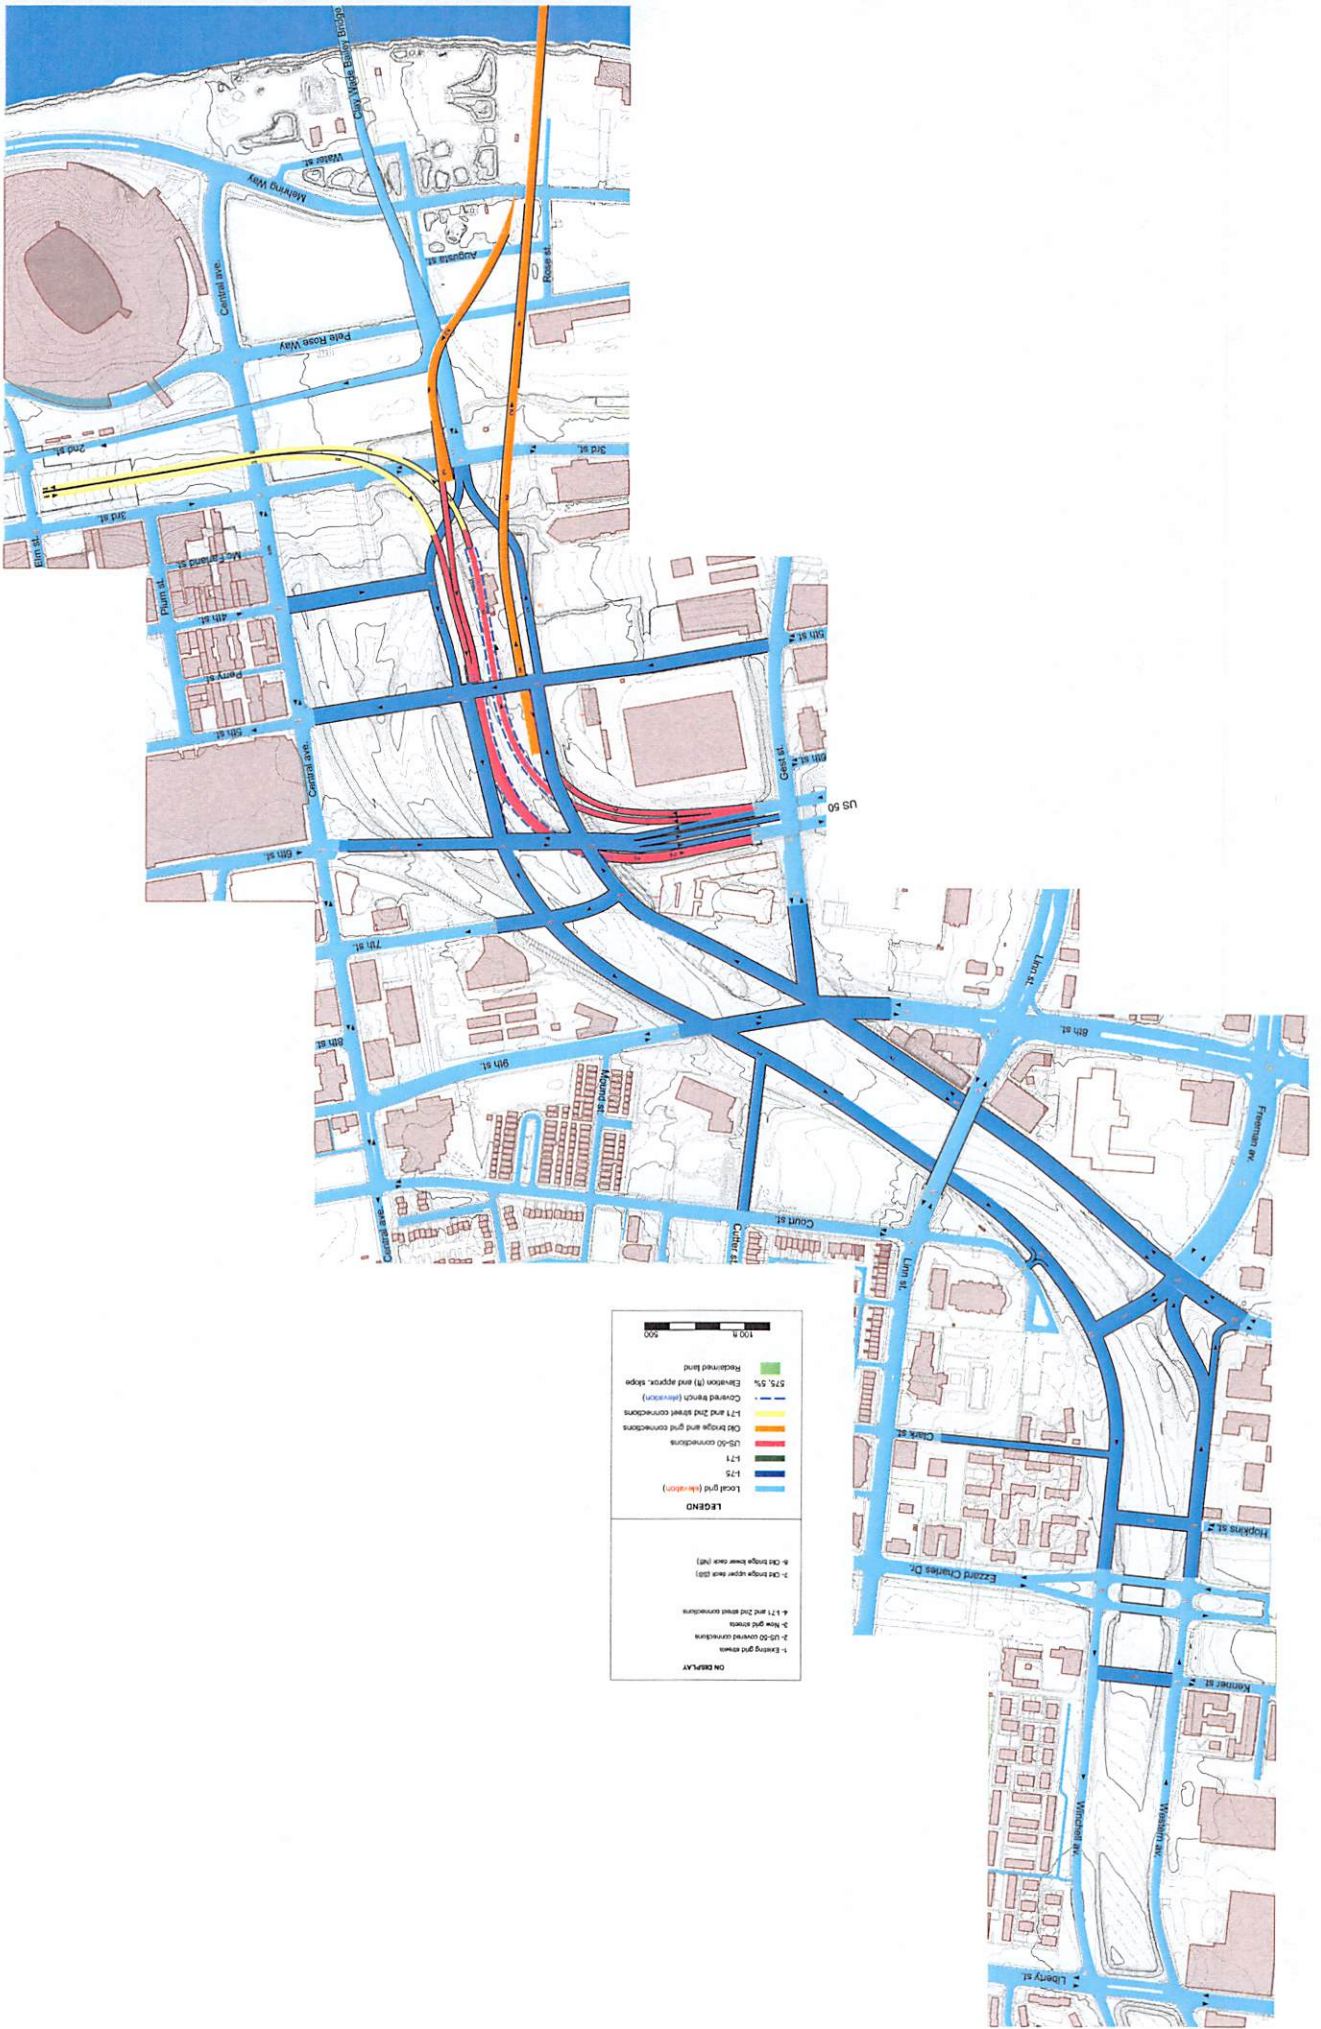 Liberty st.
Winchell av.
Western av.
Kenner st.
ON DISPLAY
1- Existing grid streets
2- US-50 covered connections
3- New grid streets
4- I-71 and 2nd street connections
7- Old bridge upper deck (SB)
8- Old bridge lower deck (NB)
LEGEND
Local grid (elevation)
I-75
I-71
US-50 connections
Old bridge and grid connections
I-71 and 2nd street connections
Covered trench (elevation)
575, 5% Elevation (ft) and approx. slope
Reclaimed land
100 ft 500
Ezzard Charles Dr.
Hopkins st.
Clark st.
Linn st.
Court st.
Cutter st.
Central ave.
Freeman av.
Mound st.
9th st.
8th st.
8th st.
Linn st.
7th st.
6th st.
US 50
6th st.
Gest st.
Central ave.
5th st.
5th st.
Perry st.
4th st.
Plum st.
McFarland st.
3rd st.
Elm st.
3rd st.
2nd st.
Pete Rose Way
Central ave.
Rose st.
Augusta st.
Mehring Way
Water st.
Clay Wade Bailey Bridge